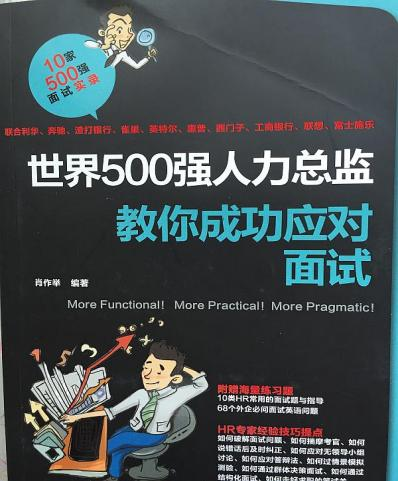 10家
500强
面试实录
联合利华、奔驰、渣打银行、雀巢、英特尔、惠普、西门子、工商银行、联想、富士施乐
世界500强人力总监
教你成功应对
面试
肖作举 编著
More Functional! More Practical! More Pragmatic!
附赠海量练习题
10类HR常用的面试题与指导
68个外企必问面试英语问题
HR专家经验技巧提点
如何破解面试问题、如何揣摩考官、如何
说错话后及时纠正、如何应对无领导小组
讨论、如何应对答辩法、如何过情景模拟
测验、如何通过群体决策面试、如何通过
结构化面试、如何走好求职的笔试关